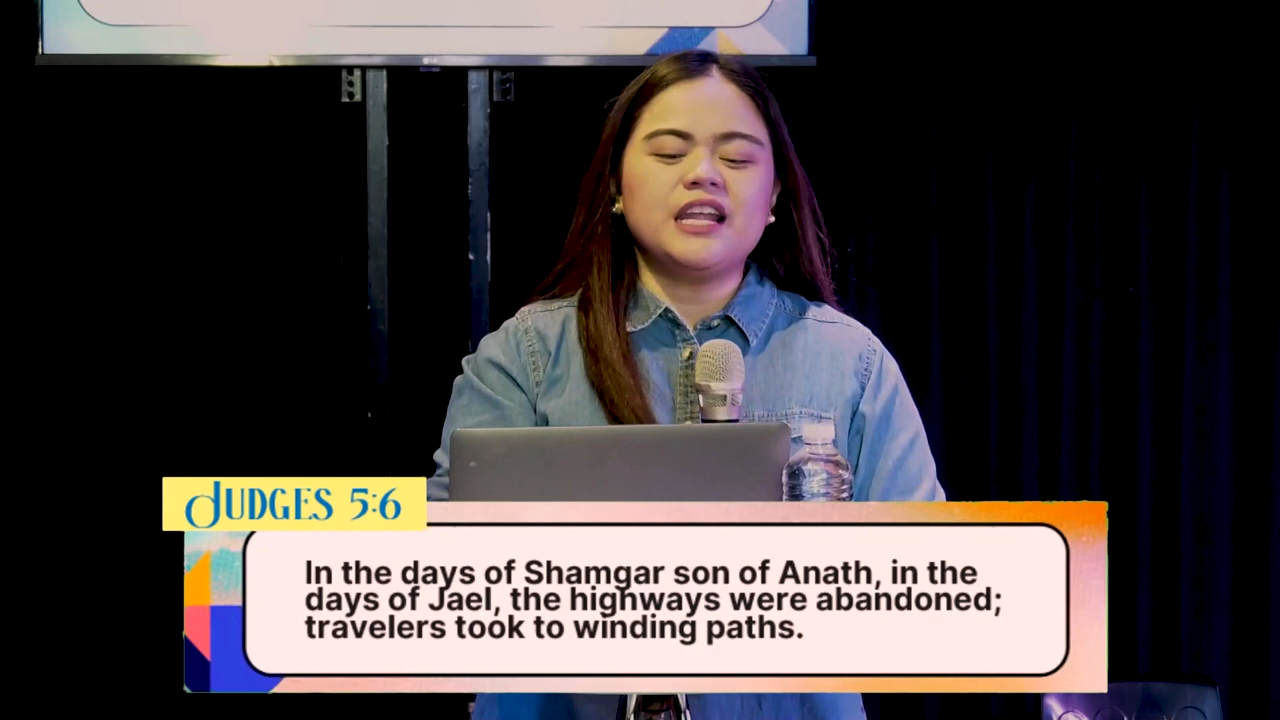 JUDGES 5:6
In the days of Shamgar son of Anath, in the
days of Jael, the highways were abandoned;
travelers took to winding paths.